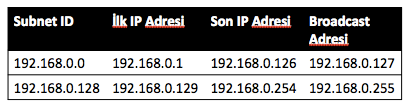 Subnet ID İlk IP Adresi Son IP Adresi Broadcast
Adresi
192.168.0.0 192.168.0.1 192.168.0.126 192.168.0.127
192.168.0.128 192.168.0.129 192.168.0.254 192.168.0.255